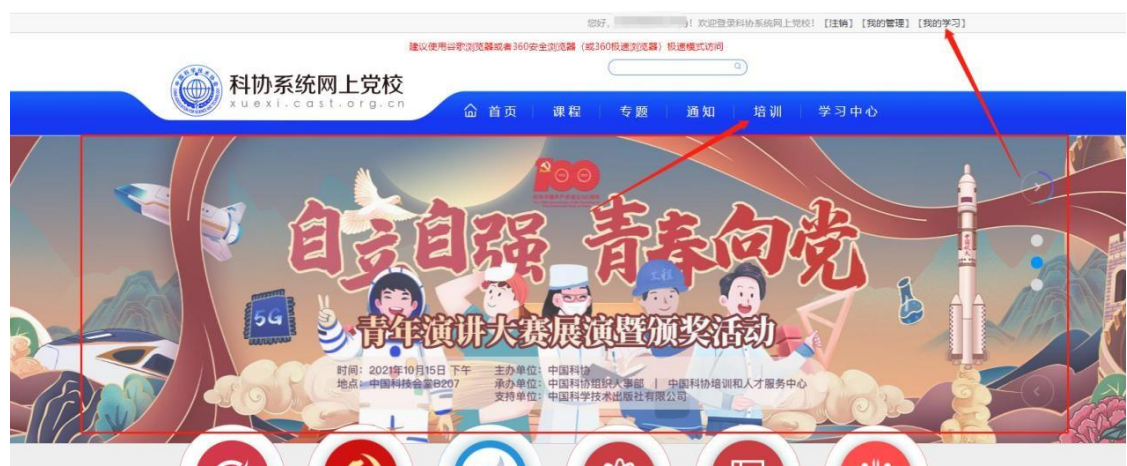 您好, ! 欢迎登录科协系统网上党校! 【注销】【我的管理】【我的学习】
建议使用谷歌浏览器或者360安全浏览器（或360极速浏览器）极速模式访问
科协系统网上党校
xuexi.cast.org.cn
首页 课程 专题 通知 培训 学习中心
100
自立自强 青春向党
工程
5G
青年演讲大赛展演暨颁奖活动
时间：2021年10月15日 下午
地点：中国科技会堂B207
主办单位：中国科协
承办单位：中国科协组织人事部 | 中国科协培训和人才服务中心
支持单位：中国科学技术出版社有限公司